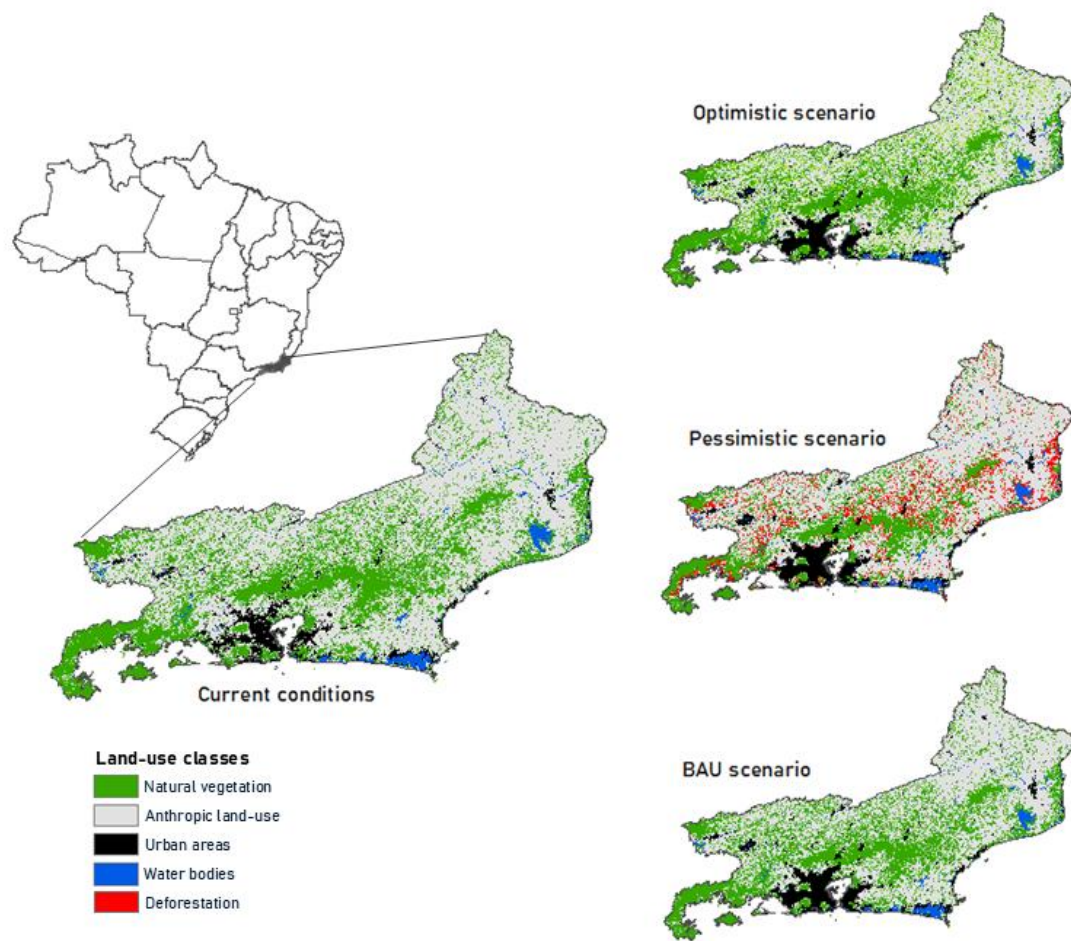 Optimistic scenario
Pessimistic scenario
Current conditions
BAU scenario
Land-use classes
Natural vegetation
Anthropic land-use
Urban areas
Water bodies
Deforestation